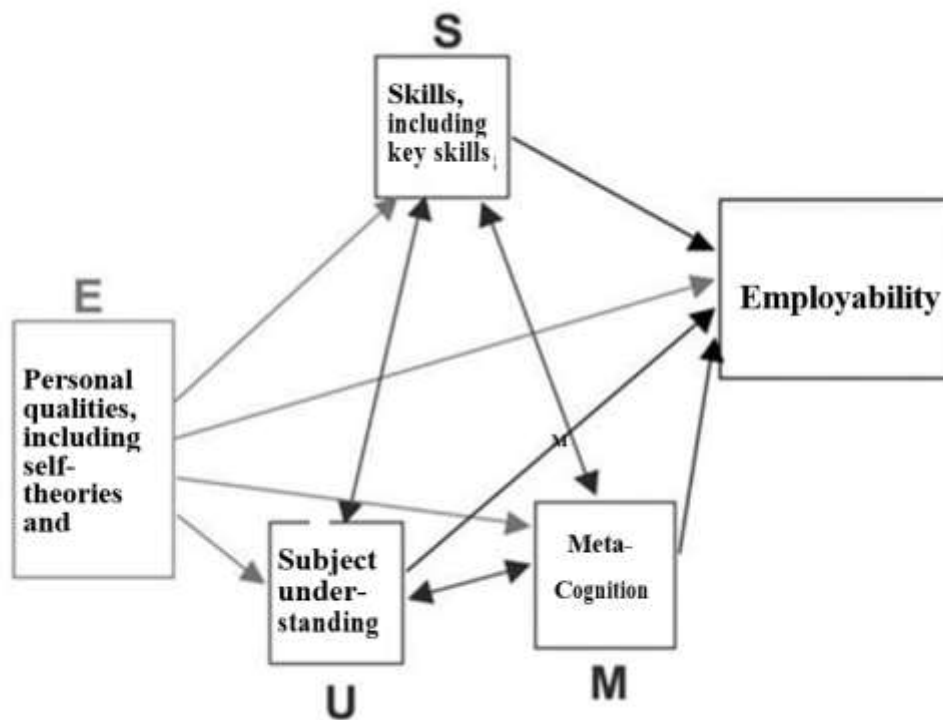 S
Skills,
including
key skills
E
Personal
qualities,
including
self-
theories
and
Employability
M
Subject
under-
standing
U
Meta-
Cognition
M